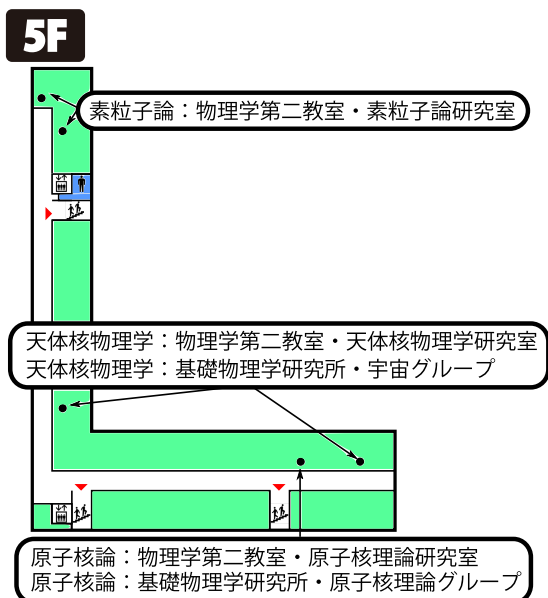 5F
素粒子論：物理学第二教室・素粒子論研究室
天体核物理学：物理学第二教室・天体核物理学研究室
天体核物理学：基礎物理学研究所・宇宙グループ
原子核論：物理学第二教室・原子核理論研究室
原子核論：基礎物理学研究所・原子核理論グループ